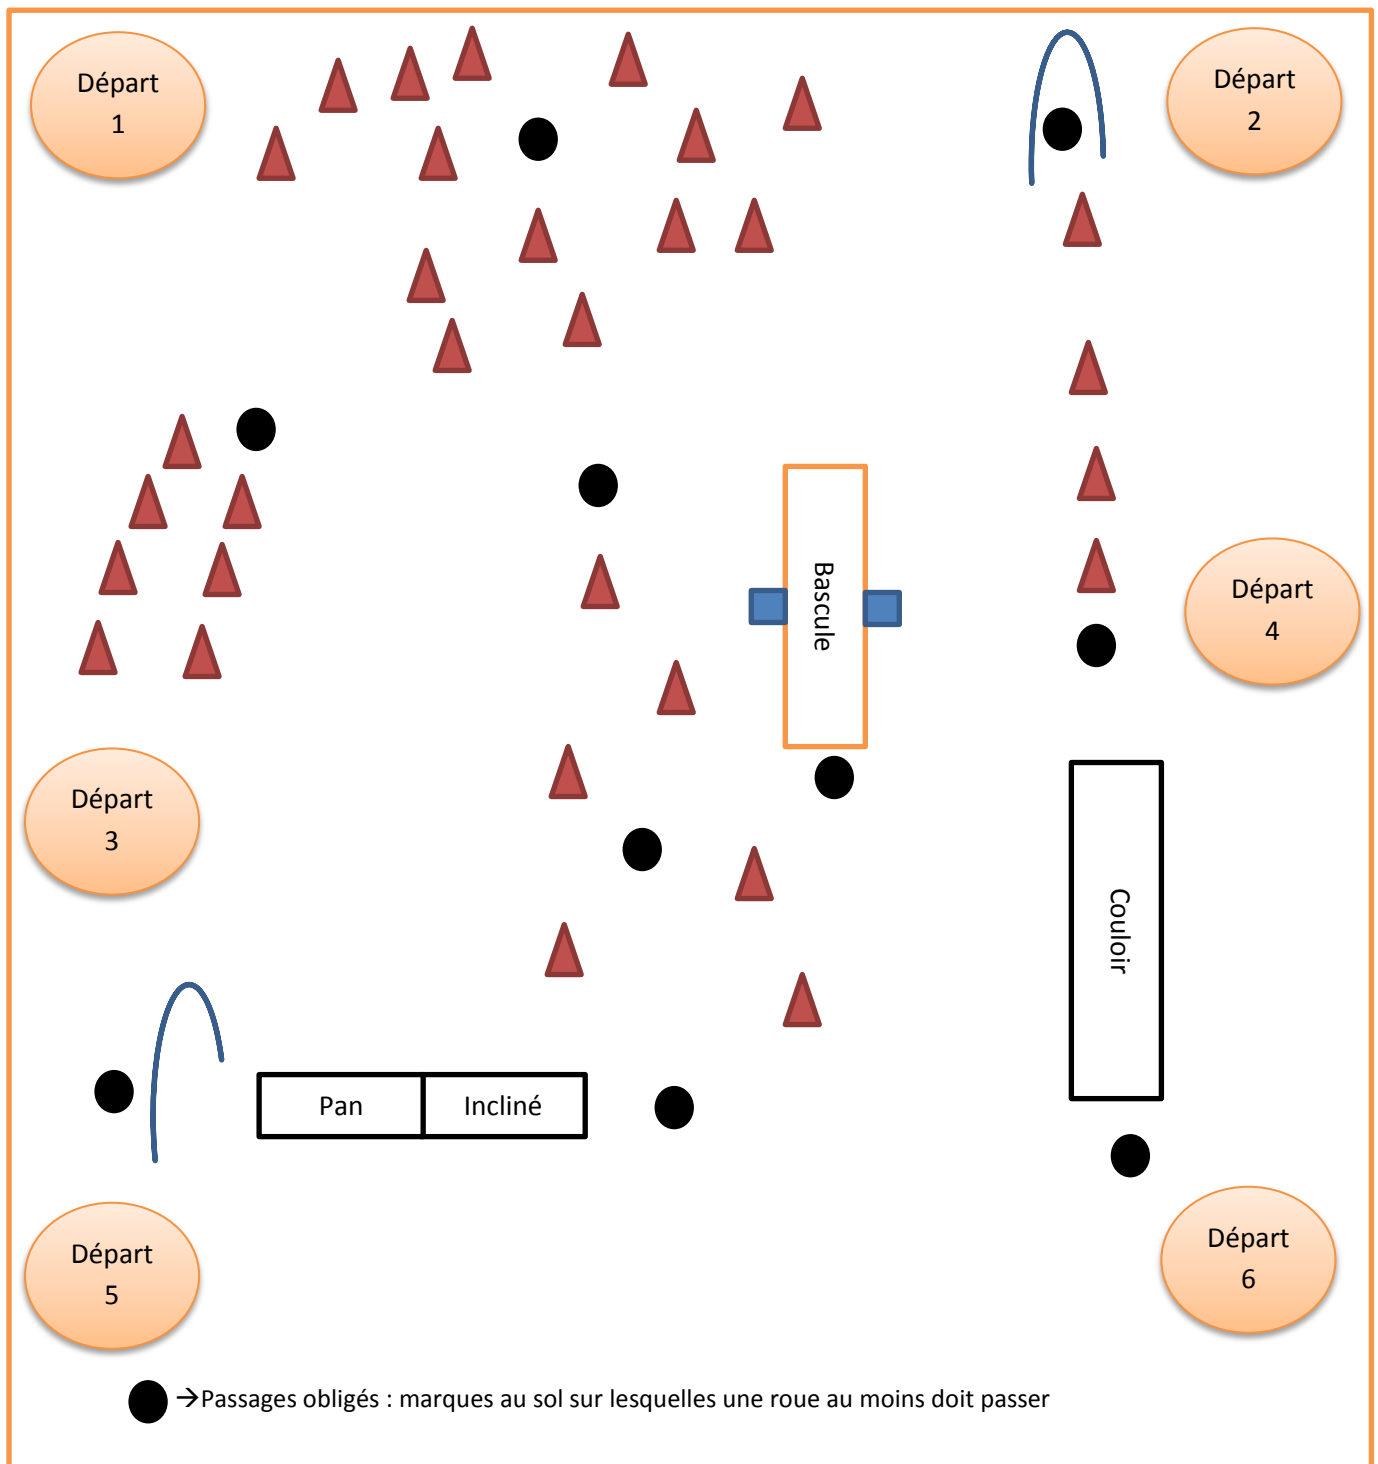 Départ
1
Départ
2
Bascule
Départ
4
Départ
3
Couloir
Pan
Incliné
Départ
5
Départ
6
→Passages obligés : marques au sol sur lesquelles une roue au moins doit passer